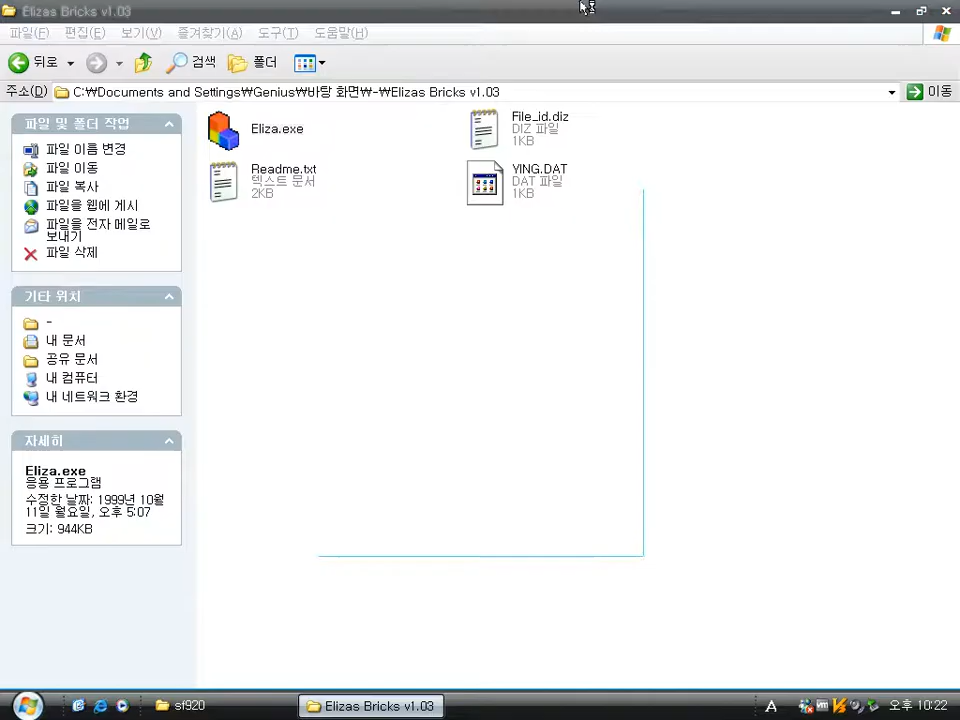 Elizas Bricks v1.03
파일(F) 편집(E) 보기(V) 즐겨찾기(A) 도구(T) 도움말(H)
뒤로 검색 폴더
주소(D) C:₩Documents and Settings₩Genius₩바탕 화면₩-₩Elizas Bricks v1.03 이동
파일 및 폴더 작업
파일 이름 변경
파일 이동
파일 복사
파일을 웹에 게시
파일을 전자 메일로
보내기
파일 삭제
기타 위치
-
내 문서
공유 문서
내 컴퓨터
내 네트워크 환경
자세히
Eliza.exe
응용 프로그램
수정한 날짜: 1999년 10월
11일 월요일, 오후 5:07
크기: 944KB
Eliza.exe
File_id.diz
DIZ 파일
1KB
Readme.txt
텍스트 문서
2KB
YING.DAT
DAT 파일
1KB
sf920
Elizas Bricks v1.03
A
오후 10:22